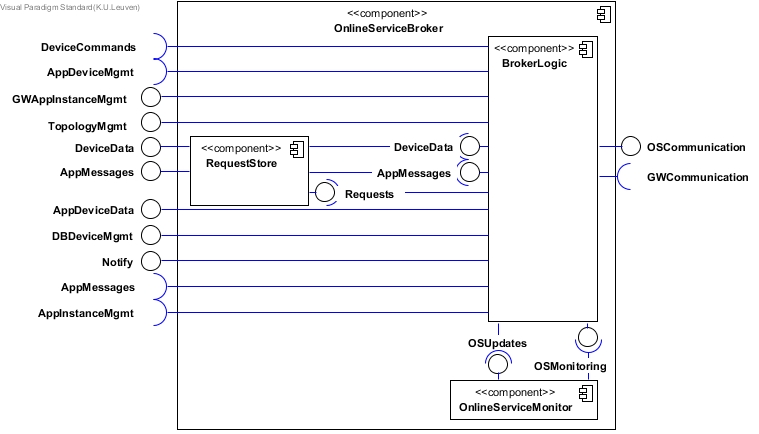 Visual Paradigm Standard(K.U.Leuven)
<<component>>
OnlineServiceBroker
DeviceCommands
<<component>>
BrokerLogic
AppDeviceMgmt
GWAppInstanceMgmt
TopologyMgmt
DeviceData
<<component>>
RequestStore
DeviceData
OSCommunication
AppMessages
AppMessages
GWCommunication
Requests
AppDeviceData
DBDeviceMgmt
Notify
AppMessages
AppInstanceMgmt
OSUpdates
OSMonitoring
<<component>>
OnlineServiceMonitor